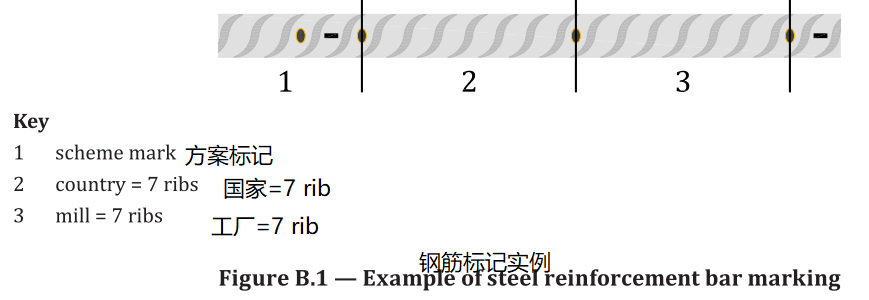 1 2 3
Key
1 scheme mark 方案标记
2 country = 7 ribs 国家=7 rib
3 mill = 7 ribs 工厂=7 rib
钢筋标记实例
Figure B.1 — Example of steel reinforcement bar marking